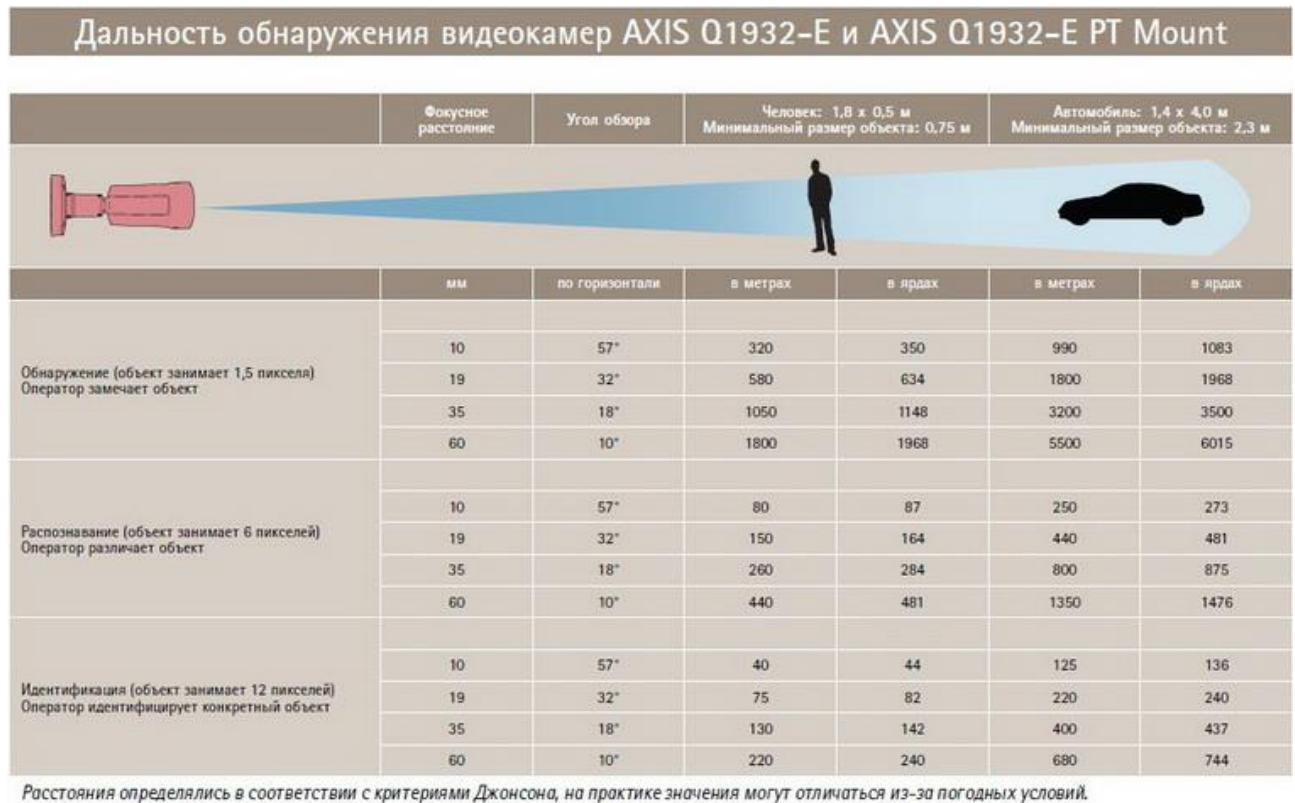 Дальность обнаружения видеокамер AXIS Q1932-E и AXIS Q1932-E PT Mount
Фокусное расстояние Угол обзора Человек: 1,8 x 0,5 м Автомобиль: 1,4 x 4,0 м
Минимальный размер объекта: 0,75 м Минимальный размер объекта: 2,3 м
мм по горизонтали в метрах в ярдах в метрах в ярдах
Обнаружение (объект занимает 1,5 пикселя)
Оператор замечает объект
10 57° 320 350 990 1083
19 32° 580 634 1800 1968
35 18° 1050 1148 3200 3500
60 10° 1800 1968 5500 6015
Распознавание (объект занимает 6 пикселей)
Оператор различает объект
10 57° 80 87 250 273
19 32° 150 164 440 481
35 18° 260 284 800 875
60 10° 440 481 1350 1476
Идентификация (объект занимает 12 пикселей)
Оператор идентифицирует конкретный объект
10 57° 40 44 125 136
19 32° 75 82 220 240
35 18° 130 142 400 437
60 10° 220 240 680 744
Расстояния определялись в соответствии с критериями Джонсона, на практике значения могут отличаться из-за погодных условий.